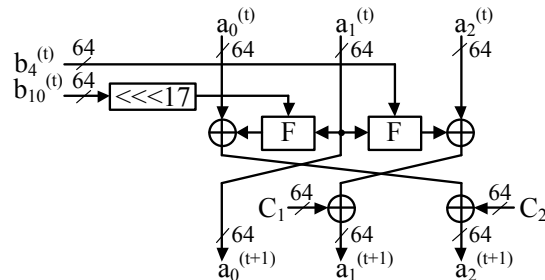 a₀⁽ᵗ⁾ a₁⁽ᵗ⁾ a₂⁽ᵗ⁾
64 64 64 64
b₄⁽ᵗ⁾
64
b₁₀⁽ᵗ⁾ <<<17
F F
C₁ 64 64 C₂
64 64 64
a₀⁽ᵗ⁺¹⁾ a₁⁽ᵗ⁺¹⁾ a₂⁽ᵗ⁺¹⁾